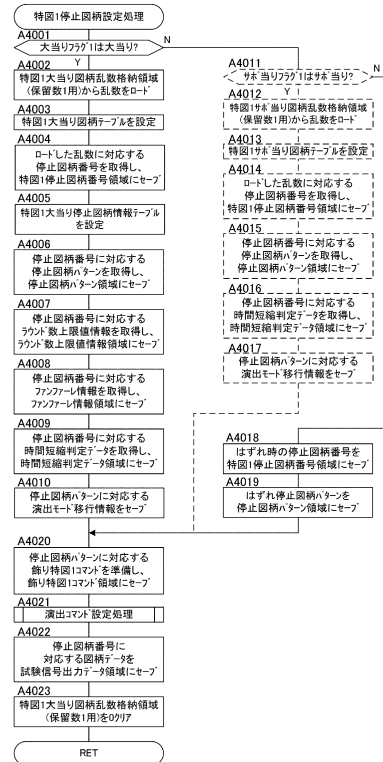 特図1停止図柄設定処理
A4001
大当りフラグ1は大当り?
N
Y
A4002
特図1大当り図柄乱数格納領域
(保留数1用)から乱数をロード
A4003
特図1大当り図柄テーブルを設定
A4004
ロードした乱数に対応する
停止図柄番号を取得し、
特図1停止図柄番号領域にセーブ
A4005
特図1大当り停止図柄情報テーブル
を設定
A4006
停止図柄番号に対応する
停止図柄パターンを取得し、
停止図柄パターン領域にセーブ
A4007
停止図柄番号に対応する
ラウンド数上限値情報を取得し、
ラウンド数上限値情報領域にセーブ
A4008
停止図柄番号に対応する
ファンファーレ情報を取得し、
ファンファーレ情報領域にセーブ
A4009
停止図柄番号に対応する
時間短縮判定データを取得し、
時間短縮判定データ領域にセーブ
A4010
停止図柄パターンに対応する
演出モード移行情報をセーブ
A4011
サポ当りフラグ1はサポ当り?
N
Y
A4012
特図1サポ当り図柄乱数格納領域
(保留数1用)から乱数をロード
A4013
特図1サポ当り図柄テーブルを設定
A4014
ロードした乱数に対応する
停止図柄番号を取得し、
特図1停止図柄番号領域にセーブ
A4015
停止図柄番号に対応する
停止図柄パターンを取得し、
停止図柄パターン領域にセーブ
A4016
停止図柄番号に対応する
時間短縮判定データを取得し、
時間短縮判定データ領域にセーブ
A4017
停止図柄パターンに対応する
演出モード移行情報をセーブ
A4018
はずれ時の停止図柄番号を
特図1停止図柄番号領域にセーブ
A4019
はずれ停止図柄パターンを
停止図柄パターン領域にセーブ
A4020
停止図柄パターンに対応する
飾り特図1コマンドを準備し、
飾り特図1コマンド領域にセーブ
A4021
演出コマンド設定処理
A4022
停止図柄番号に
対応する図柄データを
試験信号出力データ領域にセーブ
A4023
特図1大当り図柄乱数格納領域
(保留数1用)を0クリア
RET